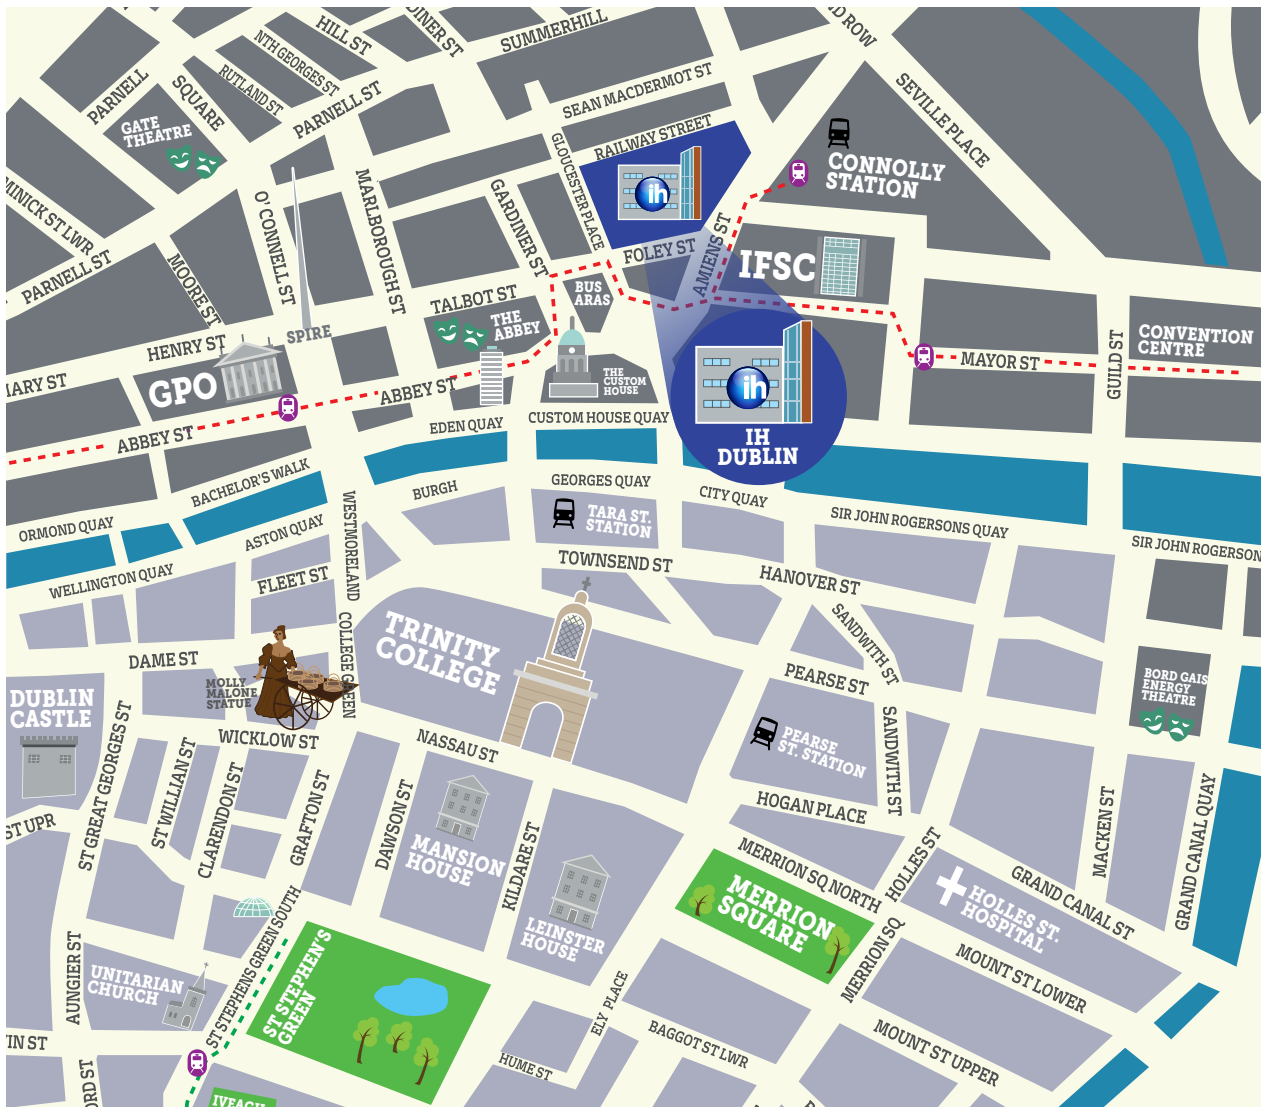 HILL ST
SUMMERHILL
NTH GEORGES ST
RUTLAND ST
PARNELL
SQUARE
PARNELL ST
GATE
THEATRE
SEAN MACDERMOT ST
SEVILLE PLACE
RAILWAY STREET
GLOUCESTER PLACE
CONNOLLY
STATION
ih
O' CONNELL ST
MARLBOROUGH ST
GARDINER ST
FOLEY ST
AMIENS ST
IFSC
PARNELL ST
MOORE ST
BUS
ARAS
TALBOT ST
THE
ABBEY
SPIRE
HENRY ST
GPO
THE
CUSTOM
HOUSE
MAYOR ST
GUILD ST
CONVENTION
CENTRE
ABBEY ST
ABBEY ST
ih
IH
DUBLIN
EDEN QUAY
CUSTOM HOUSE QUAY
BACHELOR'S WALK
BURGH
GEORGES QUAY
CITY QUAY
ORMOND QUAY
ASTON QUAY
WESTMORELAND
TARA ST.
STATION
SIR JOHN ROGERSONS QUAY
SIR JOHN ROGERSON
WELLINGTON QUAY
FLEET ST
TOWNSEND ST
HANOVER ST
SANDWITH ST
COLLEGE GREEN
TRINITY
COLLEGE
DAME ST
MOLLY
MALONE
STATUE
DUBLIN
CASTLE
PEARSE ST
BORD GAIS
ENERGY
THEATRE
WICKLOW ST
NASSAU ST
PEARSE
ST. STATION
SANDWITH ST
ST GREAT GEORGES ST
ST WILLIAN ST
CLARENDON ST
GRAFTON ST
DAWSON ST
HOGAN PLACE
MACKEN ST
GRAND CANAL QUAY
ST UPR
MANSION
HOUSE
KILDARE ST
MERRION SQ NORTH
HOLLES ST
GRAND CANAL ST
MERRION
SQUARE
HOLLES ST.
HOSPITAL
LEINSTER
HOUSE
MERRION SQ
MOUNT ST LOWER
AUNGIER ST
UNITARIAN
CHURCH
ST STEPHENS GREEN SOUTH
ST STEPHEN'S
GREEN
ELY PLACE
BAGGOT ST LWR
MOUNT ST UPPER
HUME ST
IVEAGH